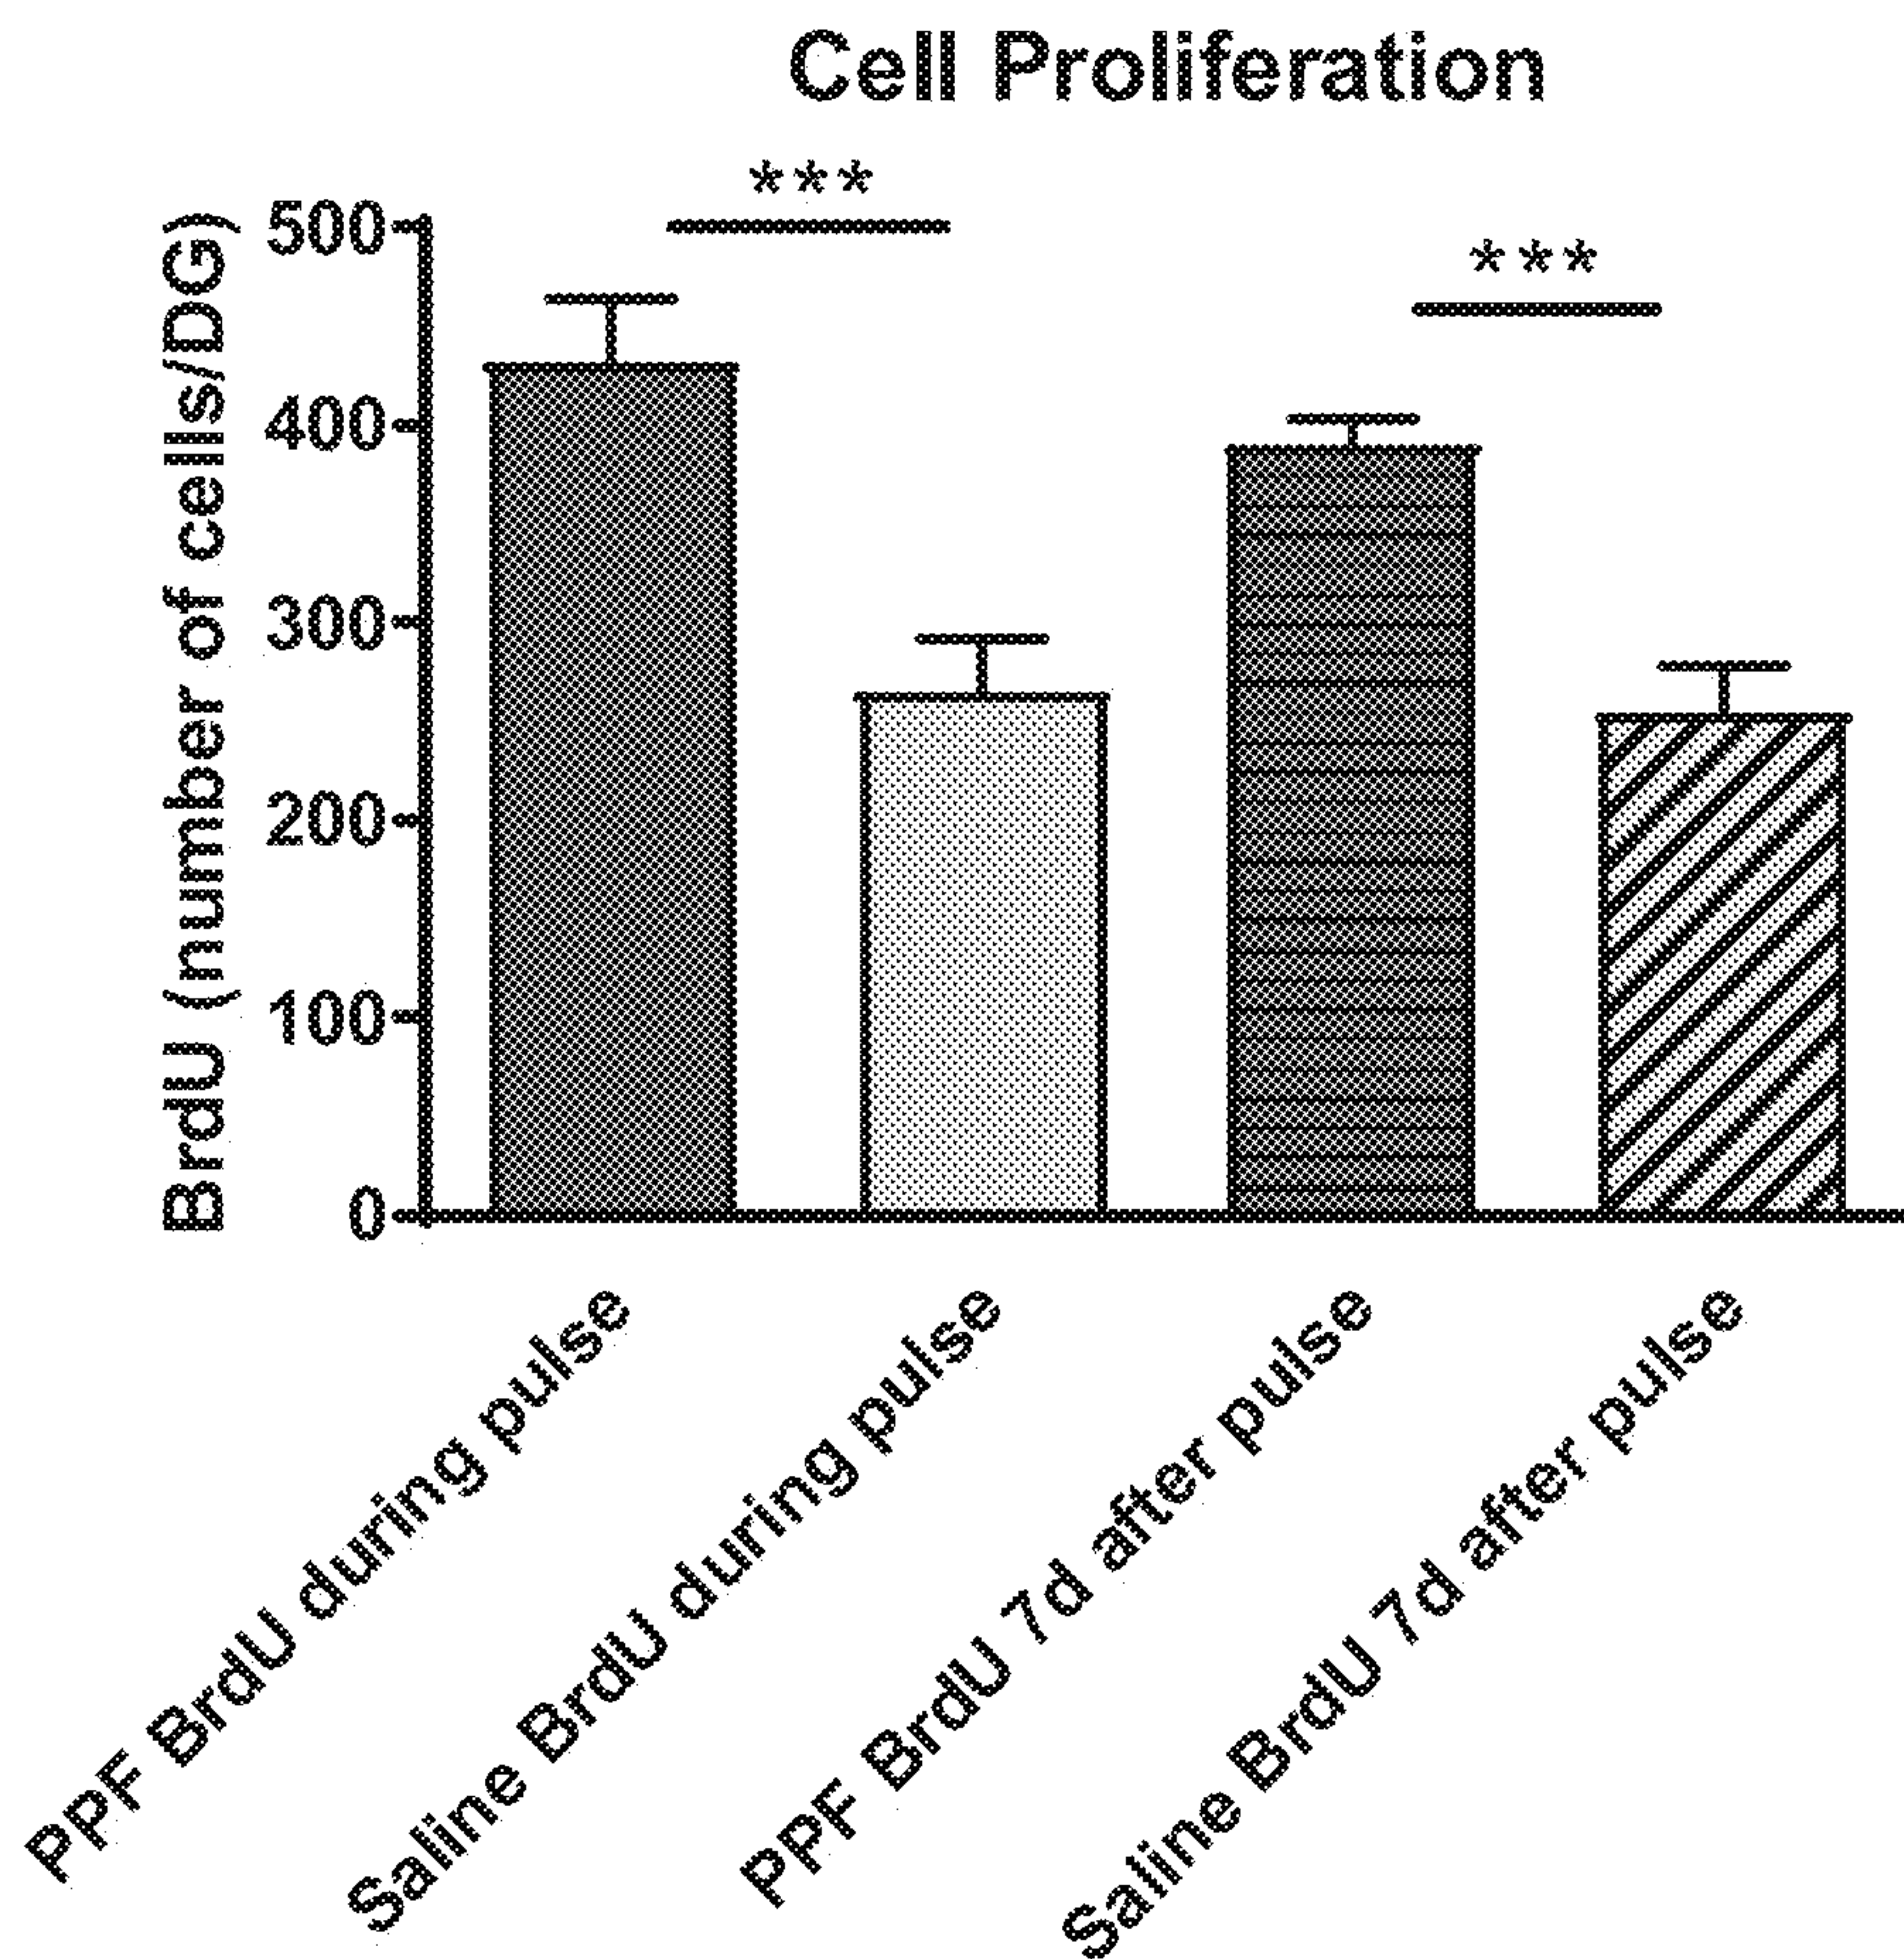 Cell Proliferation
***
***
BrdU (number of cells/DG)
500
400
300
200
100
0
PPF BrdU during pulse
Saline BrdU during pulse
PPF BrdU 7d after pulse
Saline BrdU 7d after pulse